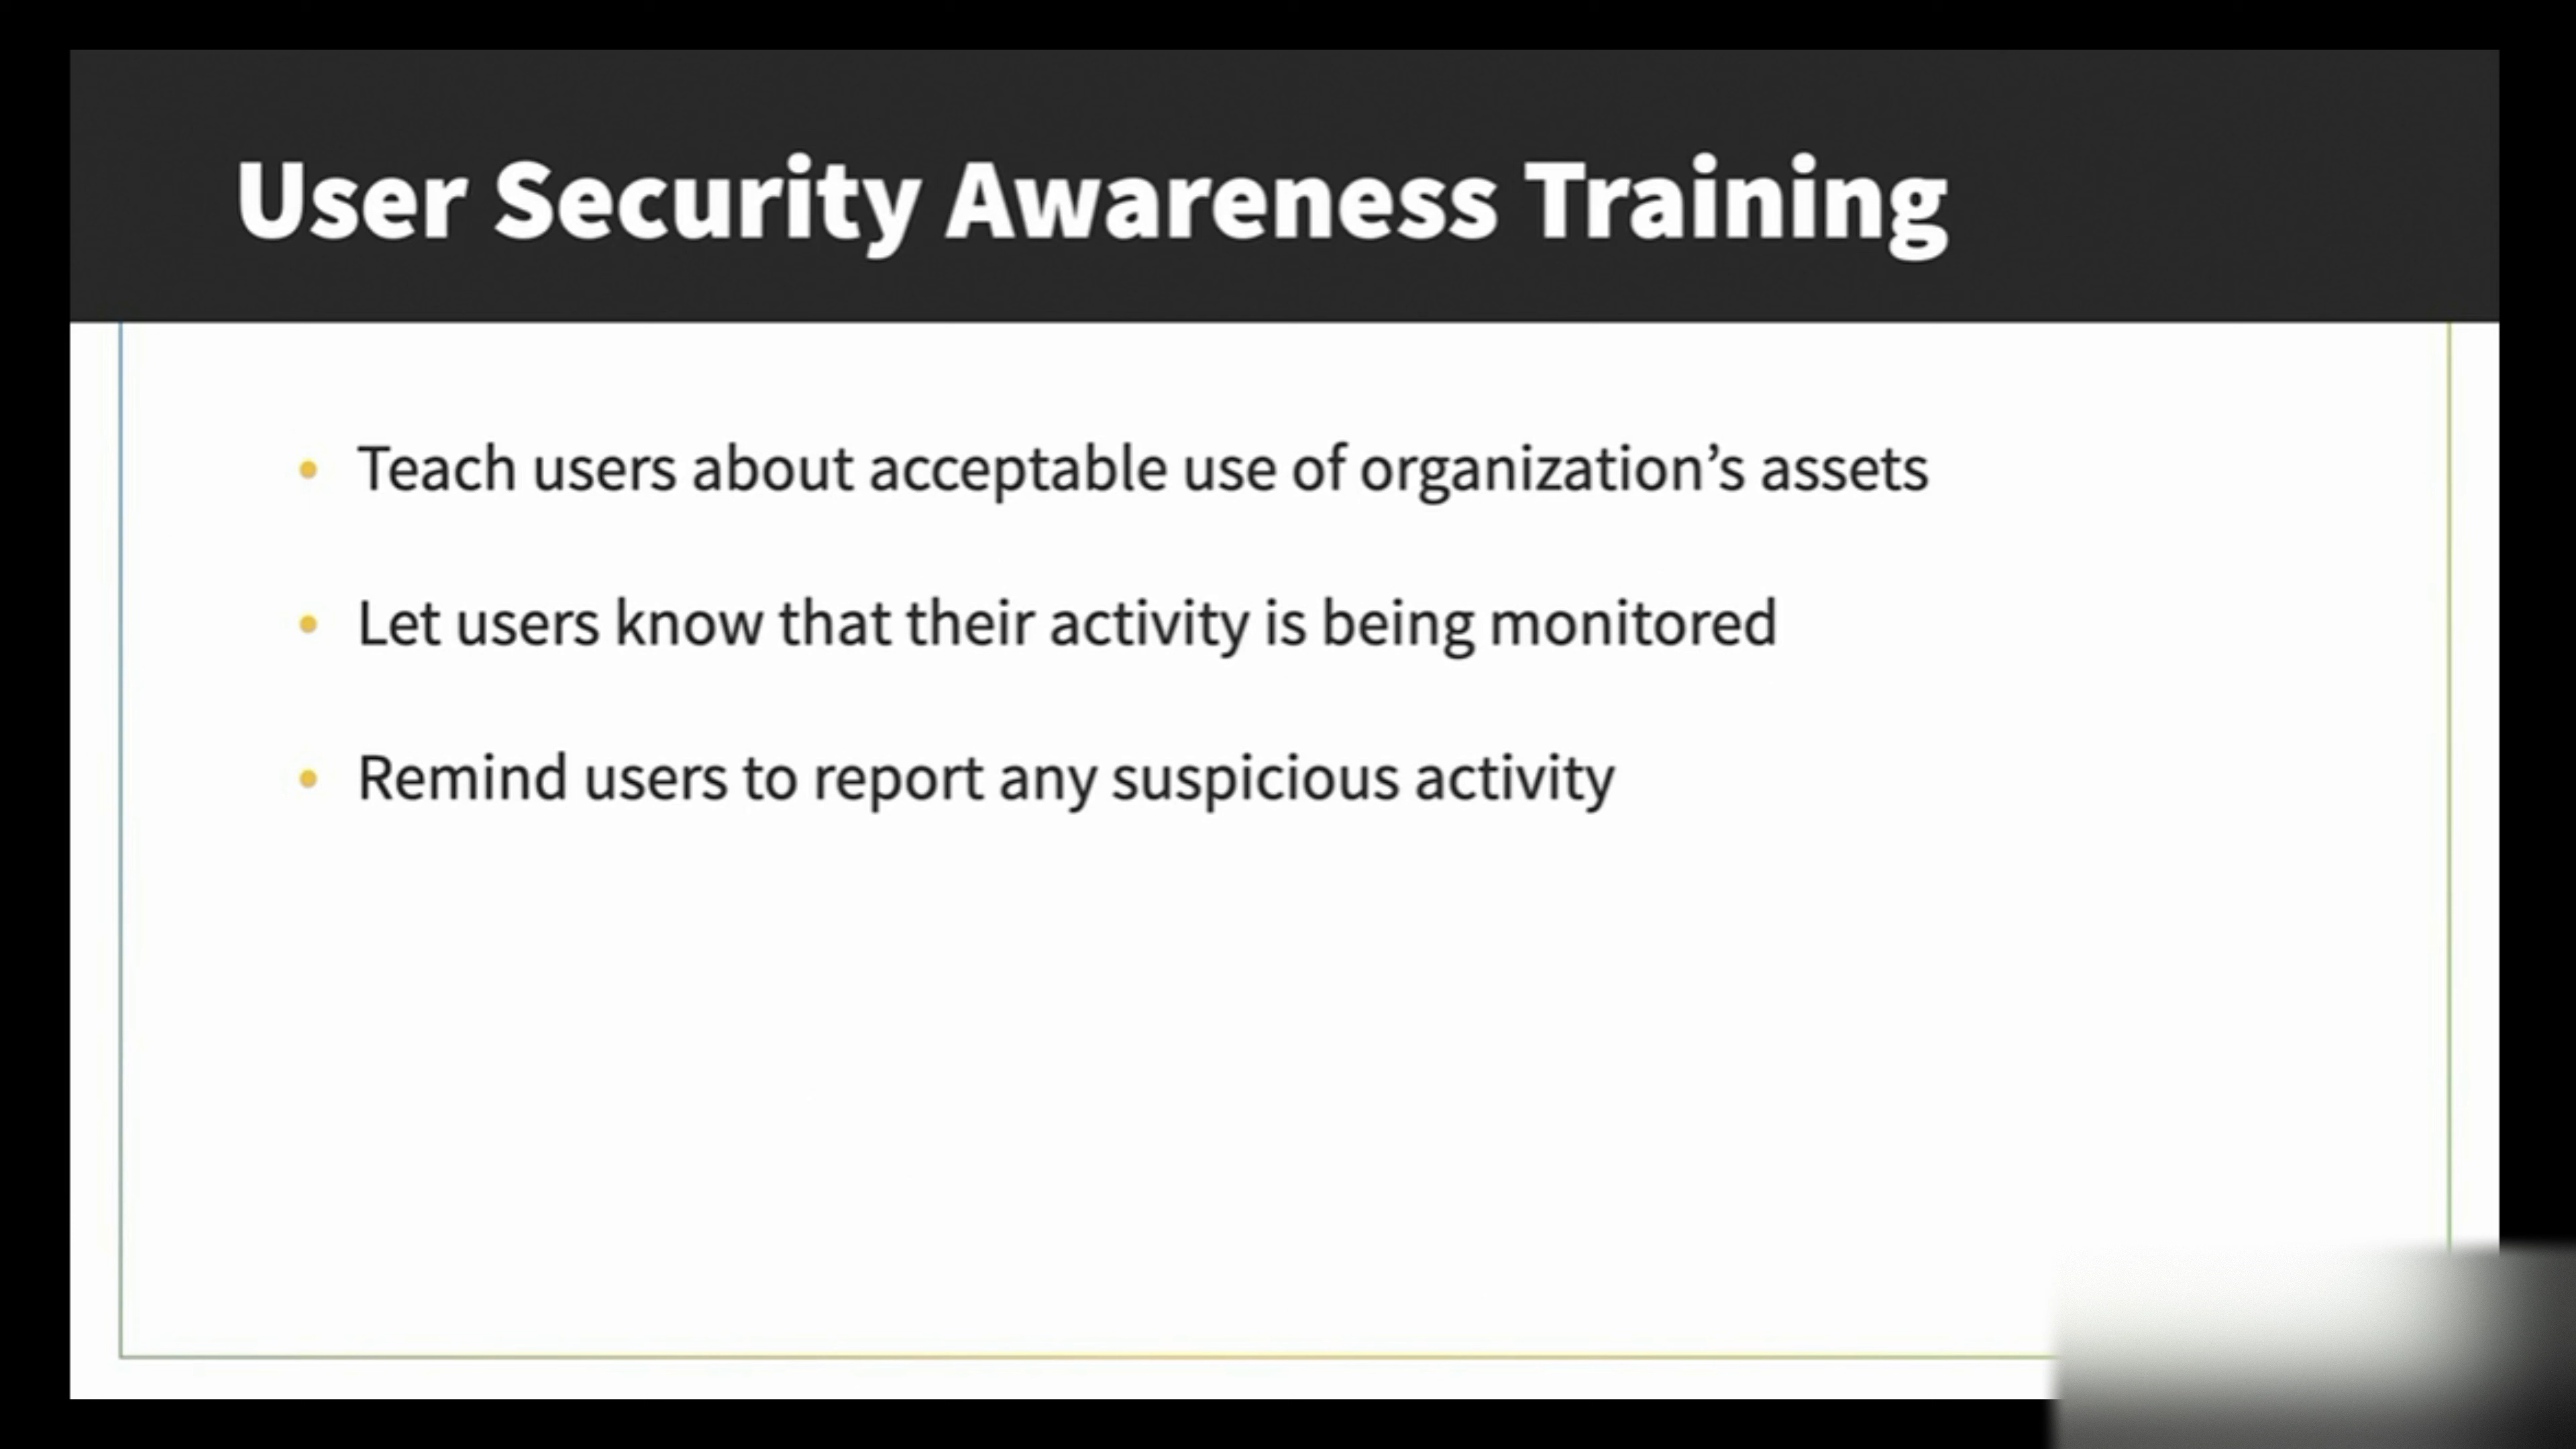 User Security Awareness Training
• Teach users about acceptable use of organization’s assets
• Let users know that their activity is being monitored
• Remind users to report any suspicious activity